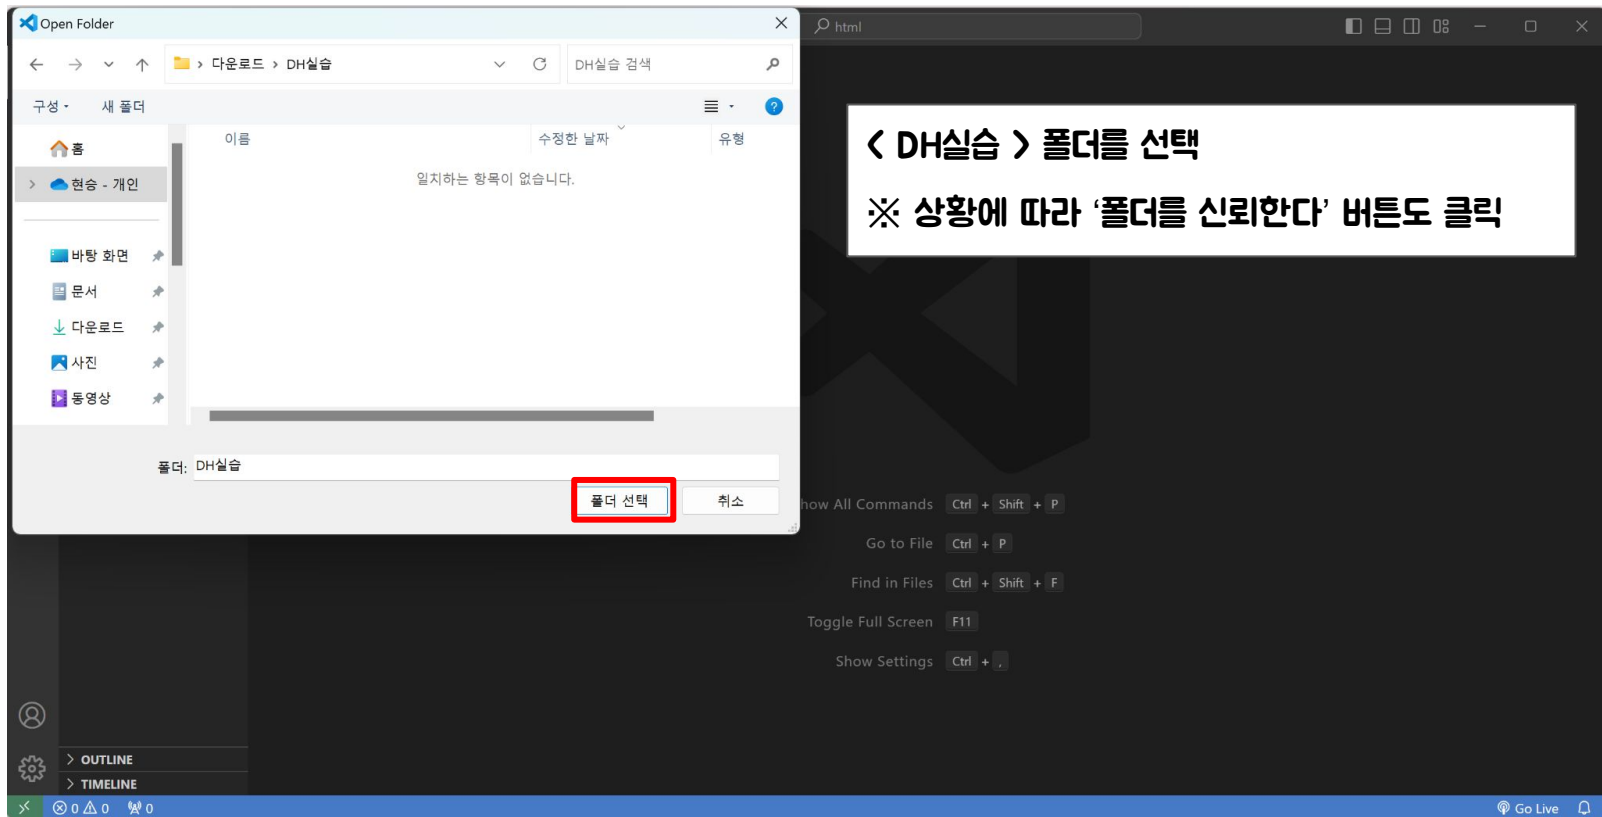 Open Folder
html
다운로드 > DH실습
DH실습 검색
구성
새 폴더
이름
수정한 날짜
유형
홈
현승 - 개인
일치하는 항목이 없습니다.
바탕 화면
문서
다운로드
사진
동영상
폴더: DH실습
폴더 선택
취소
< DH실습 > 폴더를 선택
※ 상황에 따라 ‘폴더를 신뢰한다’ 버튼도 클릭
how All Commands Ctrl + Shift + P
Go to File Ctrl + P
Find in Files Ctrl + Shift + F
Toggle Full Screen F11
Show Settings Ctrl + ,
> OUTLINE
> TIMELINE
0 0 0
Go Live